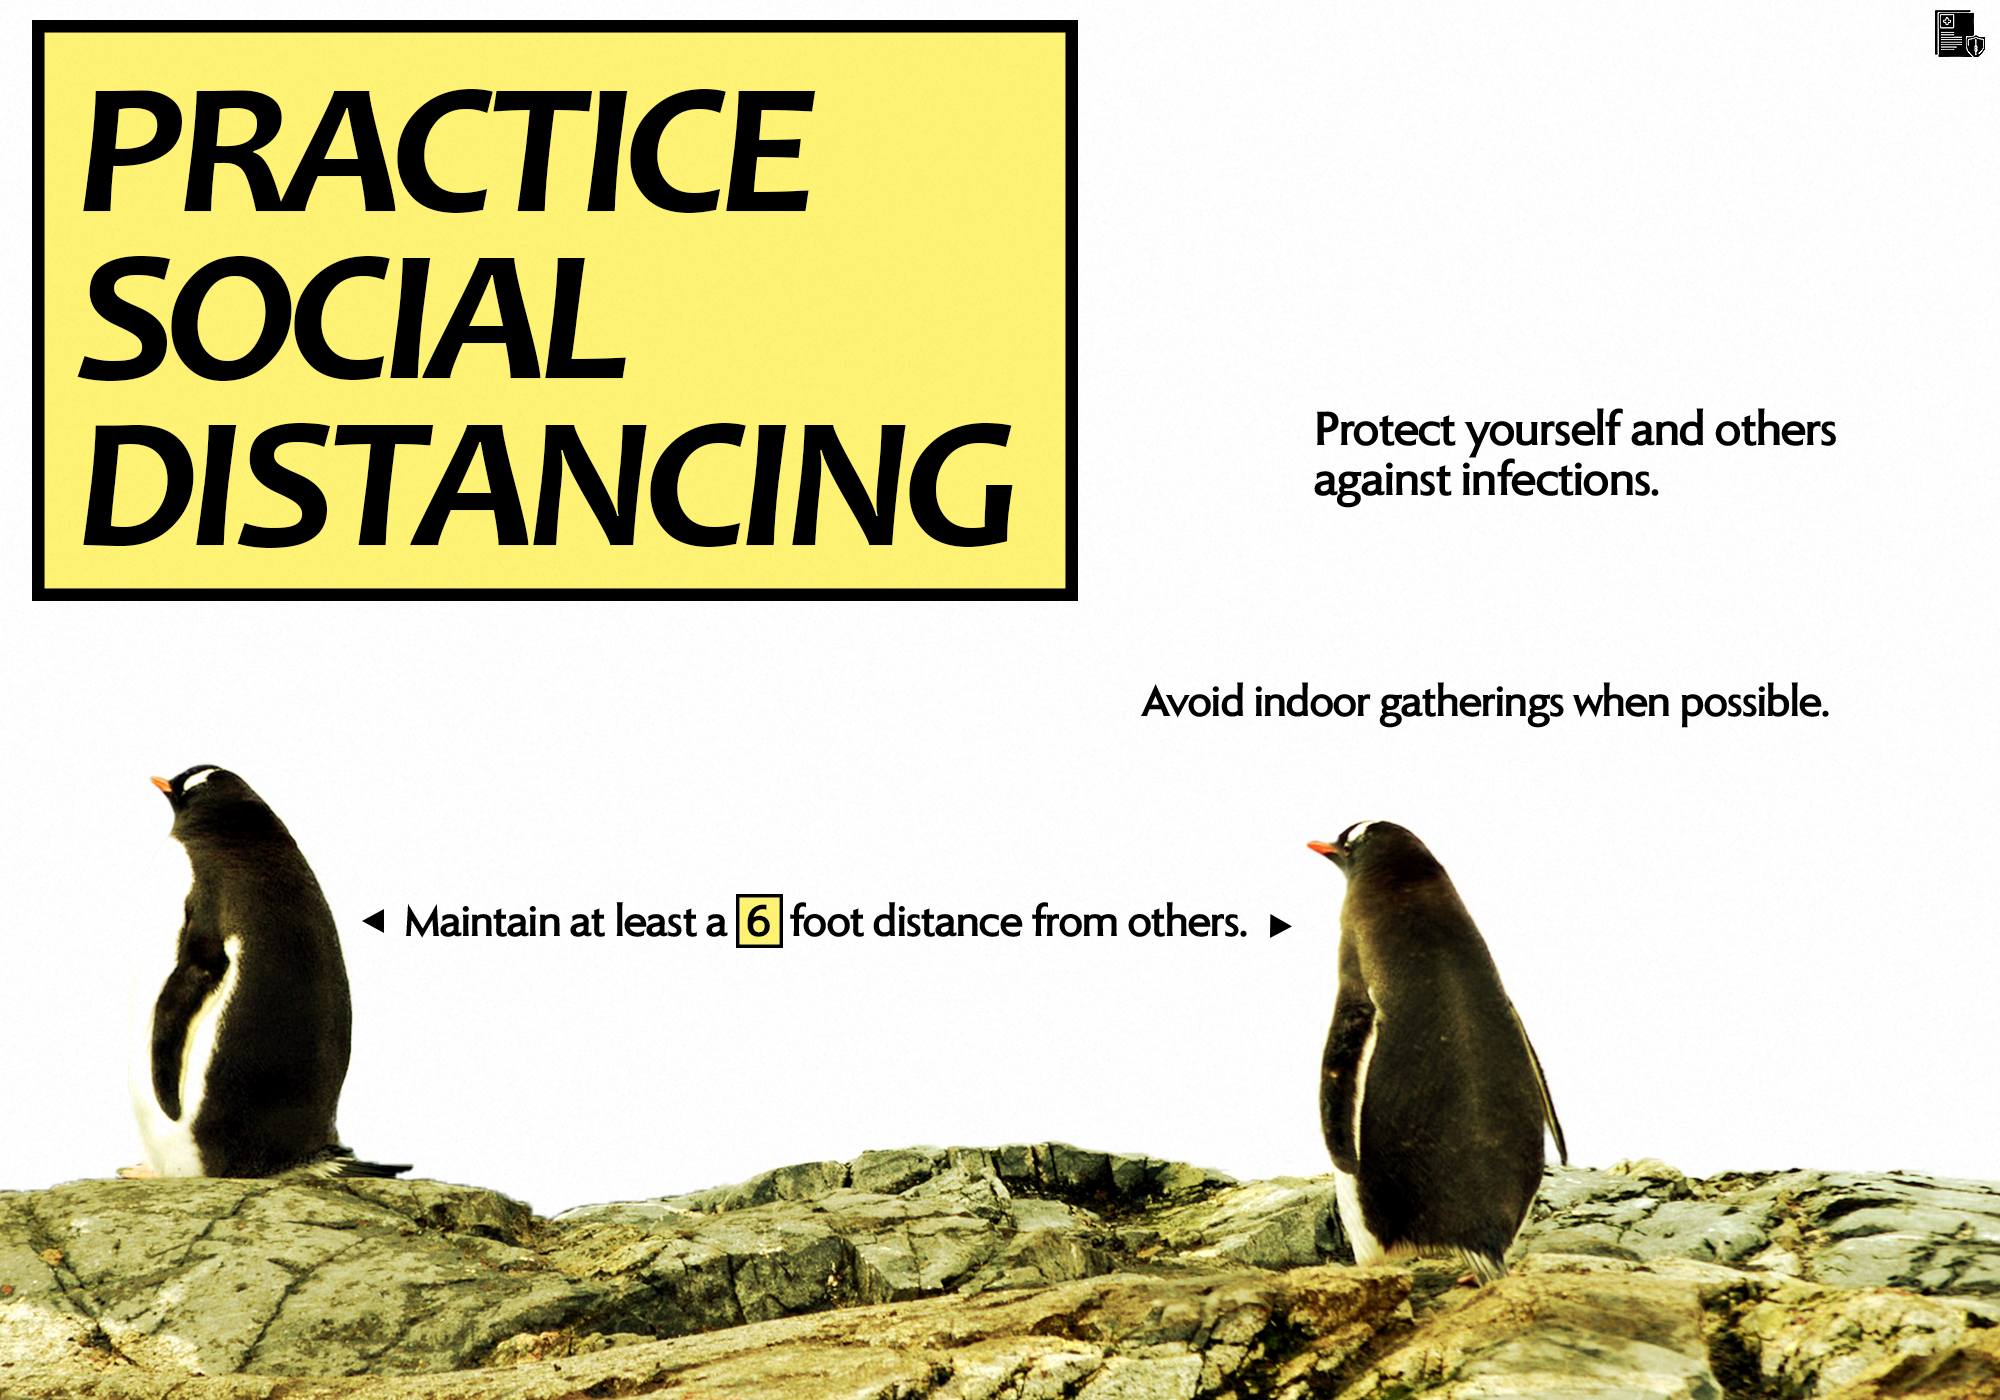 PRACTICE
SOCIAL
DISTANCING
Protect yourself and others
against infections.
Avoid indoor gatherings when possible.
Maintain at least a 6 foot distance from others.